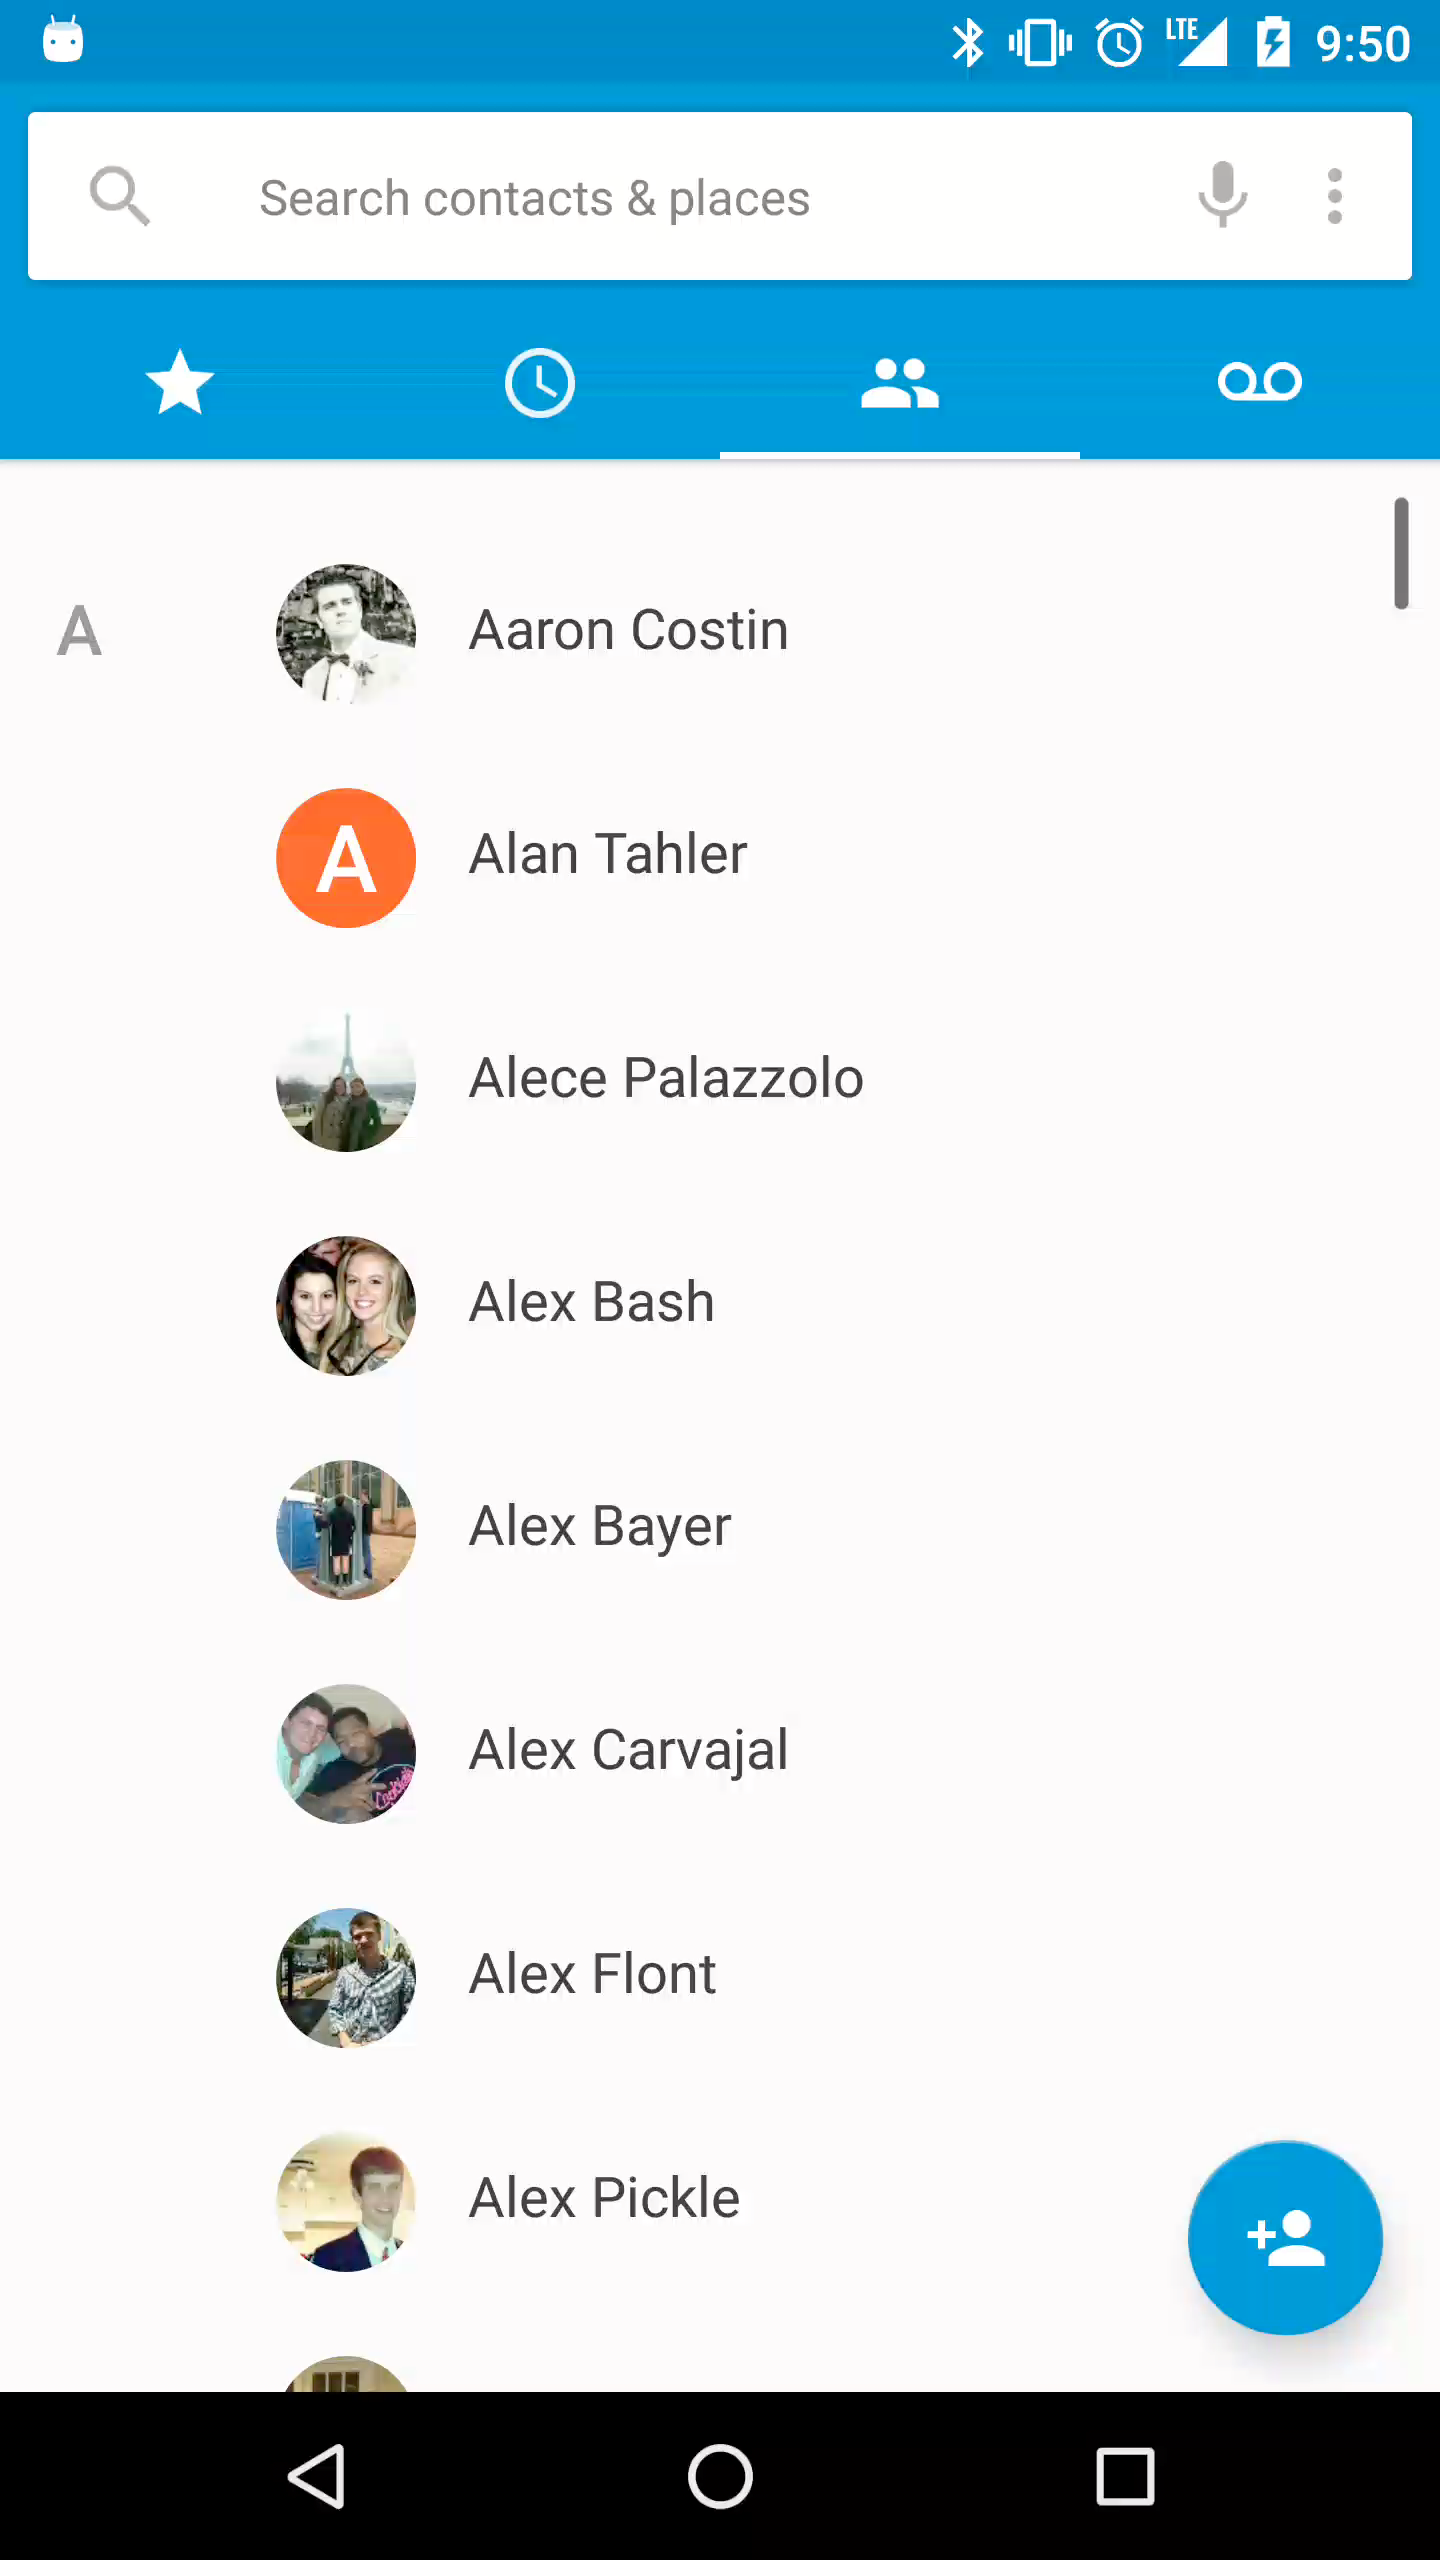 LTE 9:50
Search contacts & places
A
Aaron Costin
A
Alan Tahler
Alece Palazzolo
Alex Bash
Alex Bayer
Alex Carvajal
Alex Flont
Alex Pickle